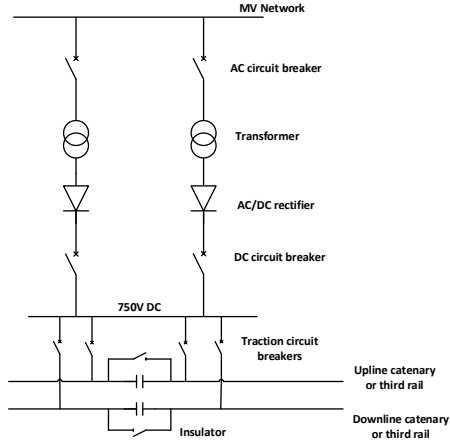 MV Network
AC circuit breaker
Transformer
AC/DC rectifier
DC circuit breaker
750V DC
Traction circuit
breakers
Upline catenary
or third rail
Downline catenary
or third rail
Insulator